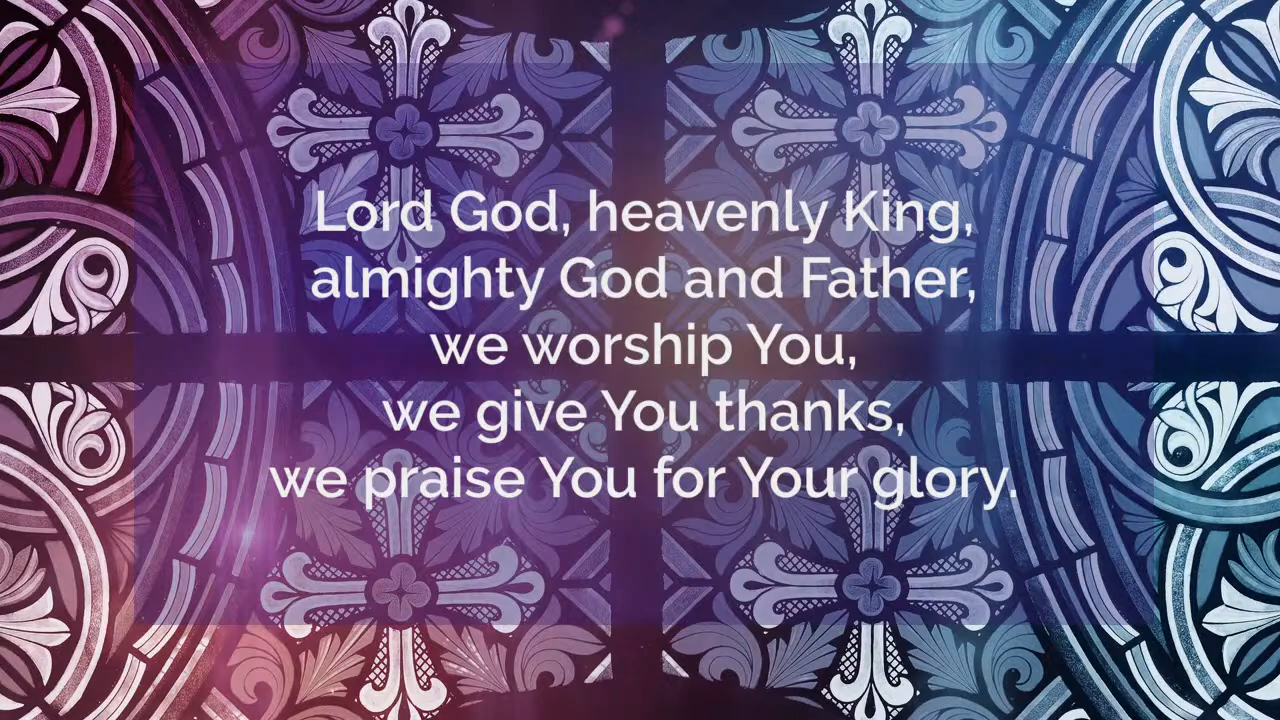 Lord God, heavenly King,
almighty God and Father,
we worship You,
we give You thanks,
we praise You for Your glory.